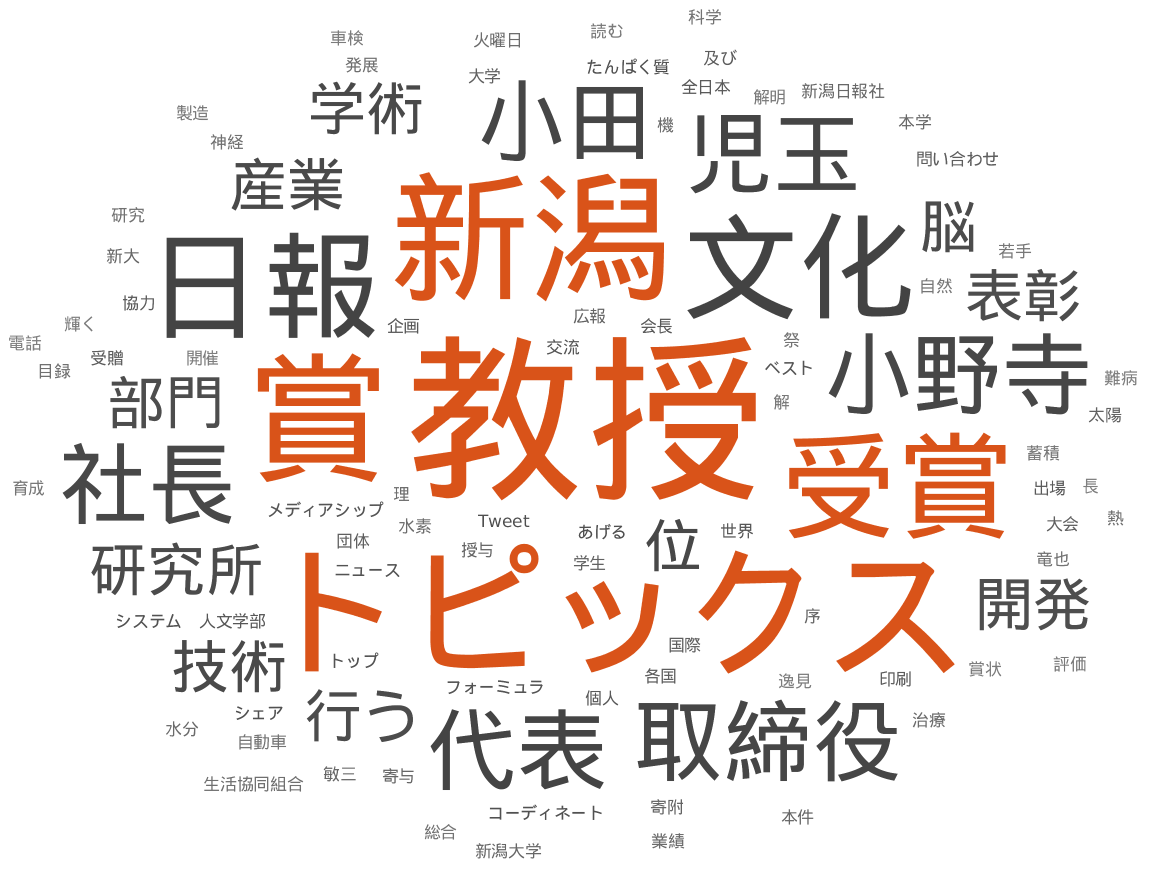 科学
車検
火曜日
読む
発展
大学
たんぱく質
及び
全日本
学術
小田
解明
新潟日報社
製造
機
児玉
本学
神経
問い合わせ
産業
新潟
研究
脳
文化
若手
新大
日報
自然
表彰
協力
輝く
企画
広報
会長
電話
受贈
開催
交流
祭
目録
賞
教授
ベスト
小野寺
難病
部門
解
太陽
社長
受賞
蓄積
育成
理
出場
長
メディアシップ
水素
Tweet
あげる
位
世界
大会
熱
団体
授与
学生
竜也
研究所
ニュース
トピックス
開発
システム
人文学部
序
技術
トップ
国際
各国
逸見
印刷
賞状
評価
フォーミュラ
個人
水分
シェア
行う
代表
取締役
治療
自動車
生活協同組合
敏三
寄与
コーディネート
寄附
本件
総合
業績
新潟大学